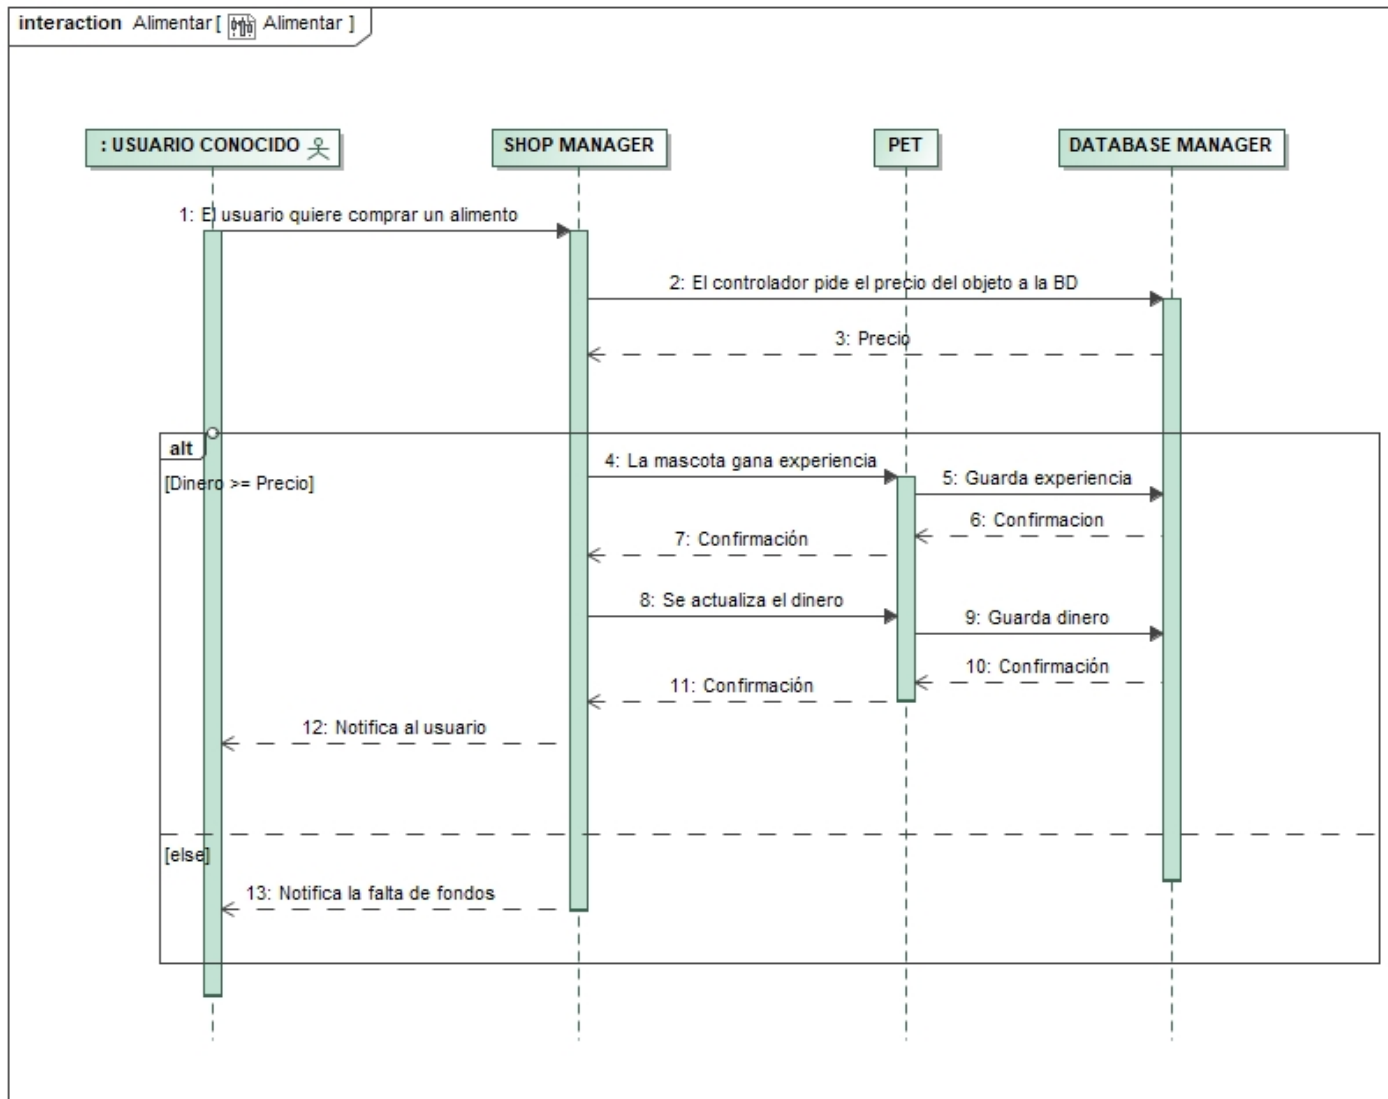 interaction Alimentar [ Alimentar ]
: USUARIO CONOCIDO
SHOP MANAGER
PET
DATABASE MANAGER
1: El usuario quiere comprar un alimento
2: El controlador pide el precio del objeto a la BD
3: Precio
alt
[Dinero >= Precio]
4: La mascota gana experiencia
5: Guarda experiencia
6: Confirmacion
7: Confirmación
8: Se actualiza el dinero
9: Guarda dinero
10: Confirmación
11: Confirmación
12: Notifica al usuario
[else]
13: Notifica la falta de fondos